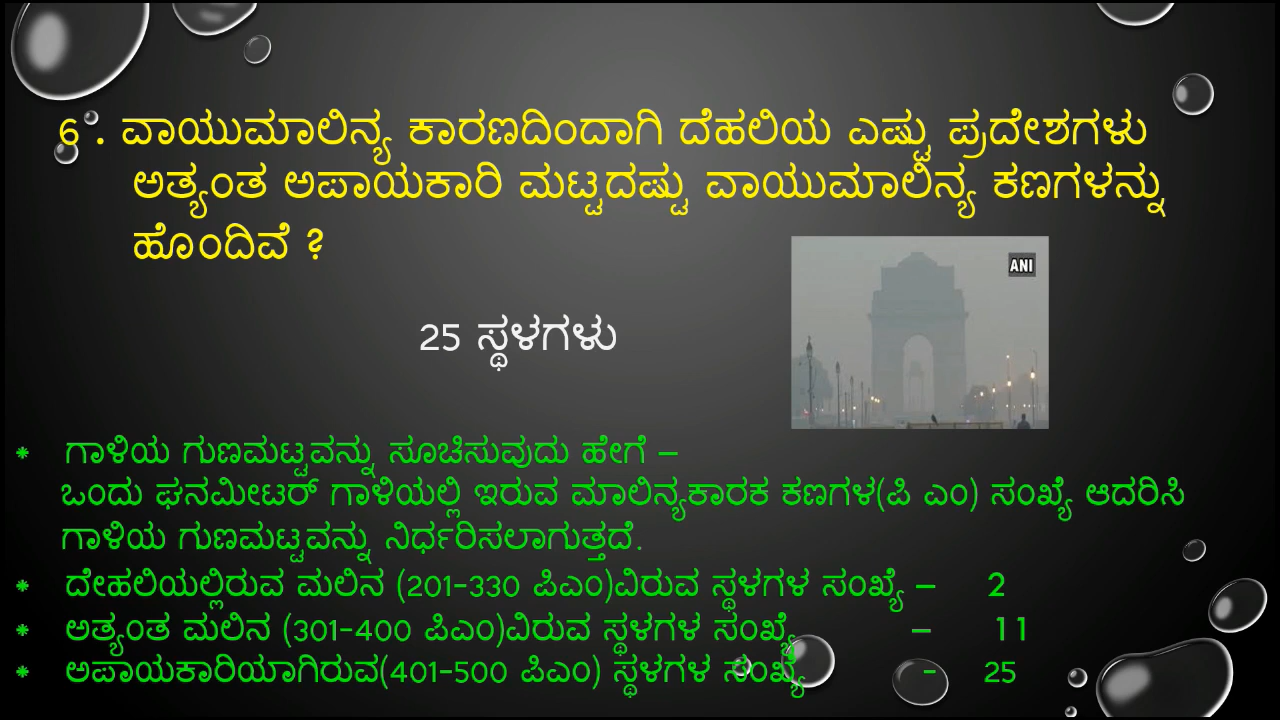 6 . ವಾಯುಮಾಲಿನ್ಯ ಕಾರಣದಿಂದಾಗಿ ದೆಹಲಿಯ ಎಷ್ಟು ಪ್ರದೇಶಗಳು
ಅತ್ಯಂತ ಅಪಾಯಕಾರಿ ಮಟ್ಟದಷ್ಟು ವಾಯುಮಾಲಿನ್ಯ ಕಣಗಳನ್ನು
ಹೊಂದಿವೆ ?
ANI
25 ಸ್ಥಳಗಳು
* ಗಾಳಿಯ ಗುಣಮಟ್ಟವನ್ನು ಸೂಚಿಸುವುದು ಹೇಗೆ –
ಒಂದು ಘನಮೀಟರ್ ಗಾಳಿಯಲ್ಲಿ ಇರುವ ಮಾಲಿನ್ಯಕಾರಕ ಕಣಗಳ(ಪಿ ಎಂ) ಸಂಖ್ಯೆ ಆದರಿಸಿ
ಗಾಳಿಯ ಗುಣಮಟ್ಟವನ್ನು ನಿರ್ಧರಿಸಲಾಗುತ್ತದೆ.
* ದೇಹಲಿಯಲ್ಲಿರುವ ಮಲಿನ (201-330 ಪಿಎಂ)ವಿರುವ ಸ್ಥಳಗಳ ಸಂಖ್ಯೆ – 2
* ಅತ್ಯಂತ ಮಲಿನ (301-400 ಪಿಎಂ)ವಿರುವ ಸ್ಥಳಗಳ ಸಂಖ್ಯೆ – 11
* ಅಪಾಯಕಾರಿಯಾಗಿರುವ(401-500 ಪಿಎಂ) ಸ್ಥಳಗಳ ಸಂಖ್ಯೆ - 25